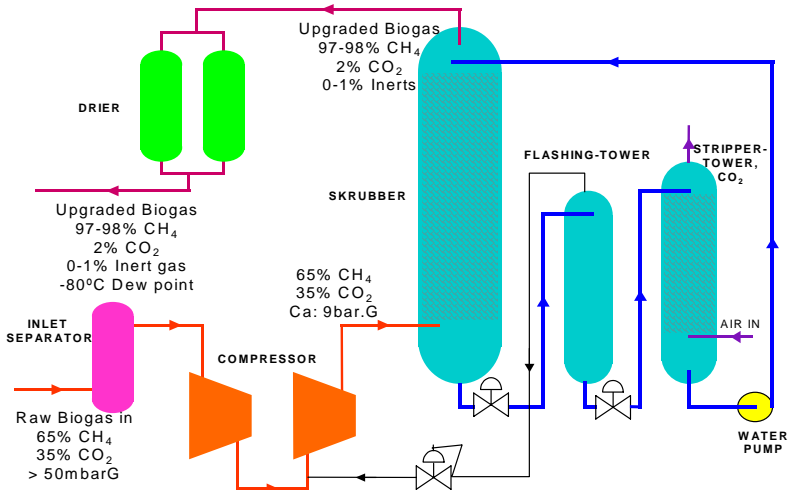 Upgraded Biogas
97-98% CH₄
2% CO₂
0-1% Inerts
DRIER
FLASHING-TOWER
STRIPPER-
TOWER,
CO₂
SKRUBBER
Upgraded Biogas
97-98% CH₄
2% CO₂
0-1% Inert gas
-80ºC Dew point
65% CH₄
35% CO₂
Ca: 9bar.G
INLET
SEPARATOR
AIR IN
COMPRESSOR
Raw Biogas in
65% CH₄
35% CO₂
> 50mbarG
WATER
PUMP